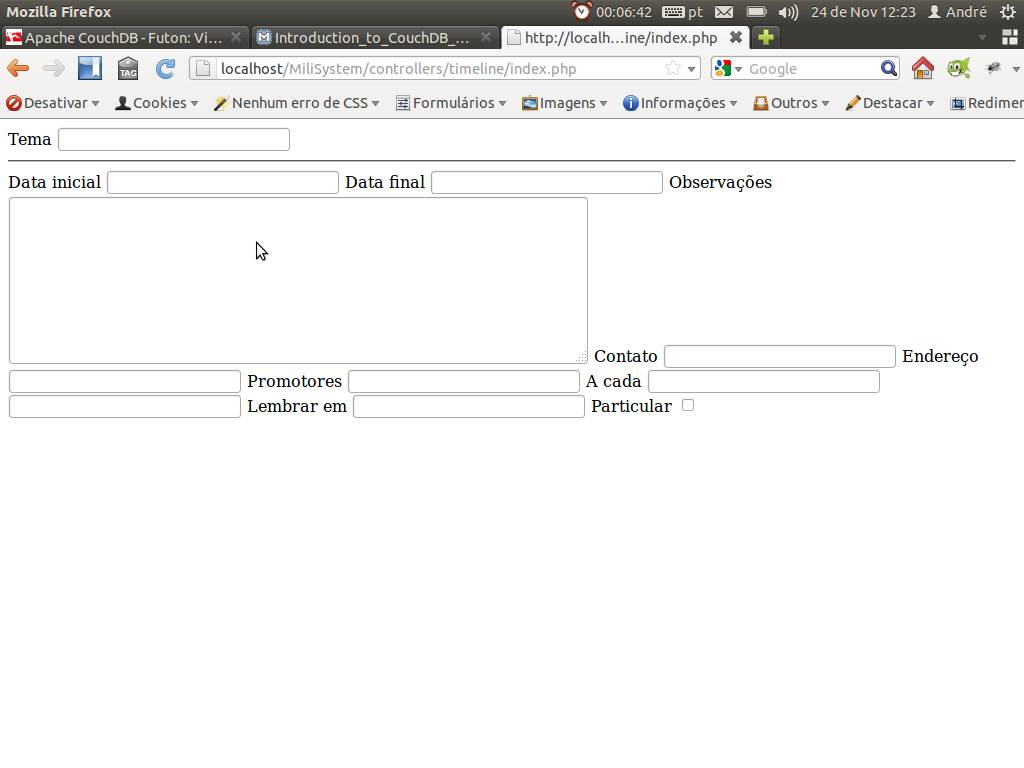 Mozilla Firefox 00:06:42 pt 24 de Nov 12:23 André
Apache CouchDB - Futon: Vi... Introduction_to_CouchDB_... http://localh...ine/index.php
TAG localhost/MiliSystem/controllers/timeline/index.php Google
Desativar Cookies Nenhum erro de CSS Formulários Imagens Informações Outros Destacar Redimer
Tema
Data inicial Data final Observações
Contato Endereço
Promotores A cada
Lembrar em Particular